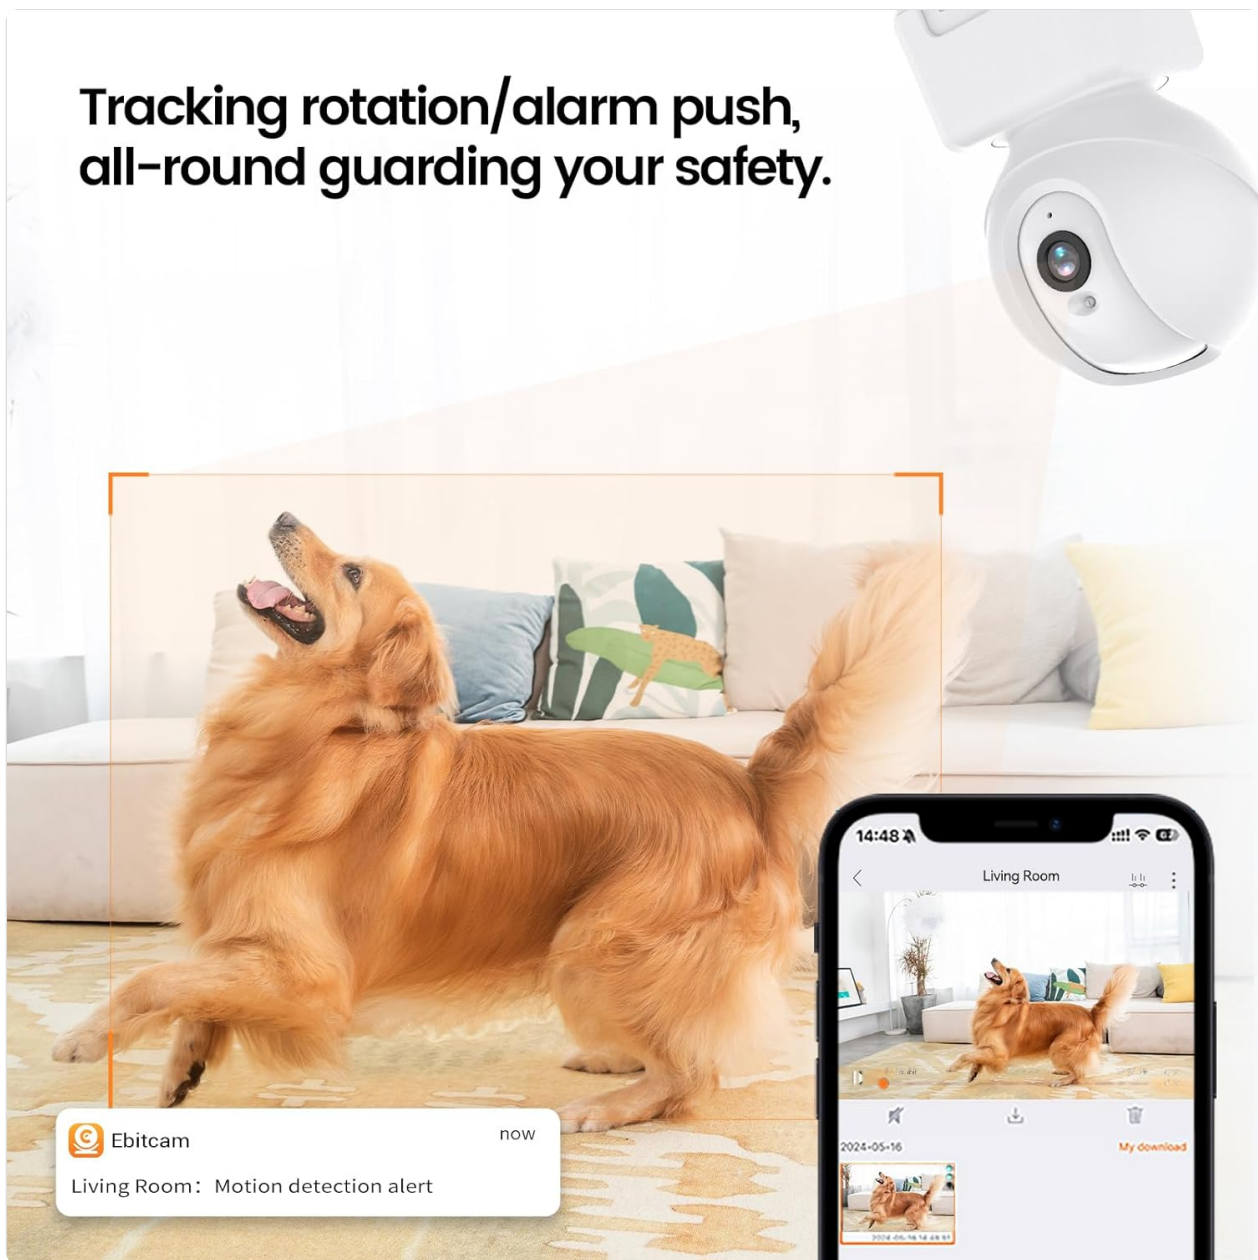 Tracking rotation/alarm push,
all-round guarding your safety.
14:48
Living Room
Ebitcam
now
Living Room: Motion detection alert
2024-05-16
My download